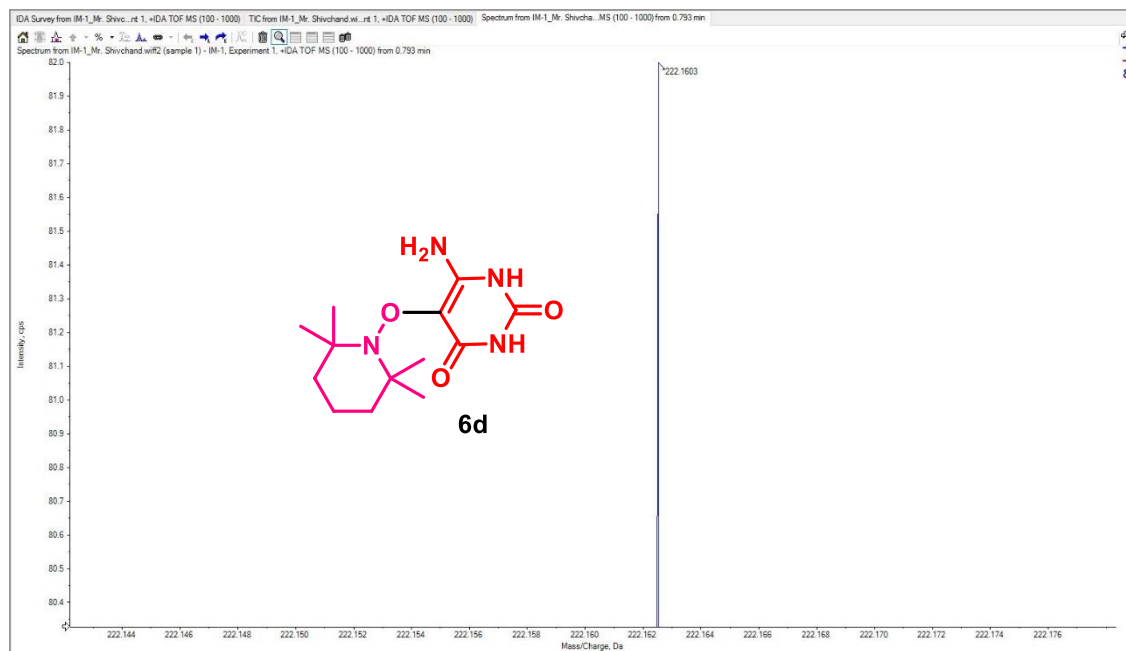 IDA Survey from IM-1_Mr. Shivc...nt 1, +IDA TOF MS (100 - 1000) TIC from IM-1_Mr. Shivchand.wi...nt 1, +IDA TOF MS (100 - 1000) Spectrum from IM-1_Mr. Shivcha...MS (100 - 1000) from 0.793 min
%
Spectrum from IM-1_Mr. Shivchand.wiff2 (sample 1) - IM-1, Experiment 1, +IDA TOF MS (100 - 1000) from 0.793 min
82.0
222.1603
81.9
81.8
81.7
81.6
81.5
H2N
81.4
NH
81.3
O O
81.2
N NH
81.1
O
81.0
6d
80.9
80.8
80.7
80.6
80.5
80.4
Intensity, cps
222.144 222.146 222.148 222.150 222.152 222.154 222.156 222.158 222.160 222.162 222.164 222.166 222.168 222.170 222.172 222.174 222.176
Mass/Charge, Da